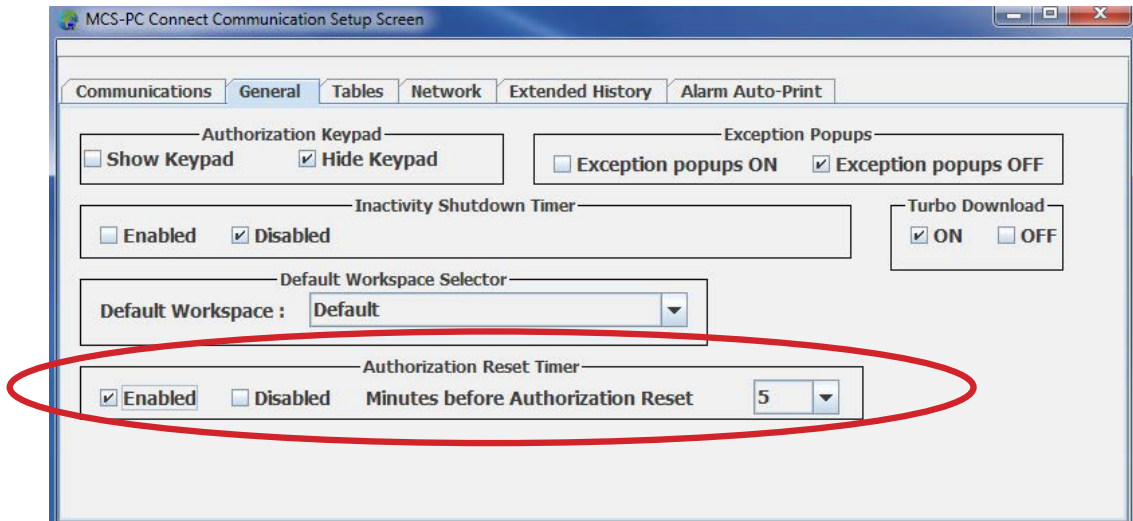 MCS-PC Connect Communication Setup Screen
Communications General Tables Network Extended History Alarm Auto-Print
Authorization Keypad
Show Keypad Hide Keypad
Exception Popups
Exception popups ON Exception popups OFF
Inactivity Shutdown Timer
Enabled Disabled
Turbo Download
ON OFF
Default Workspace Selector
Default Workspace : Default
Authorization Reset Timer
Enabled Disabled Minutes before Authorization Reset 5